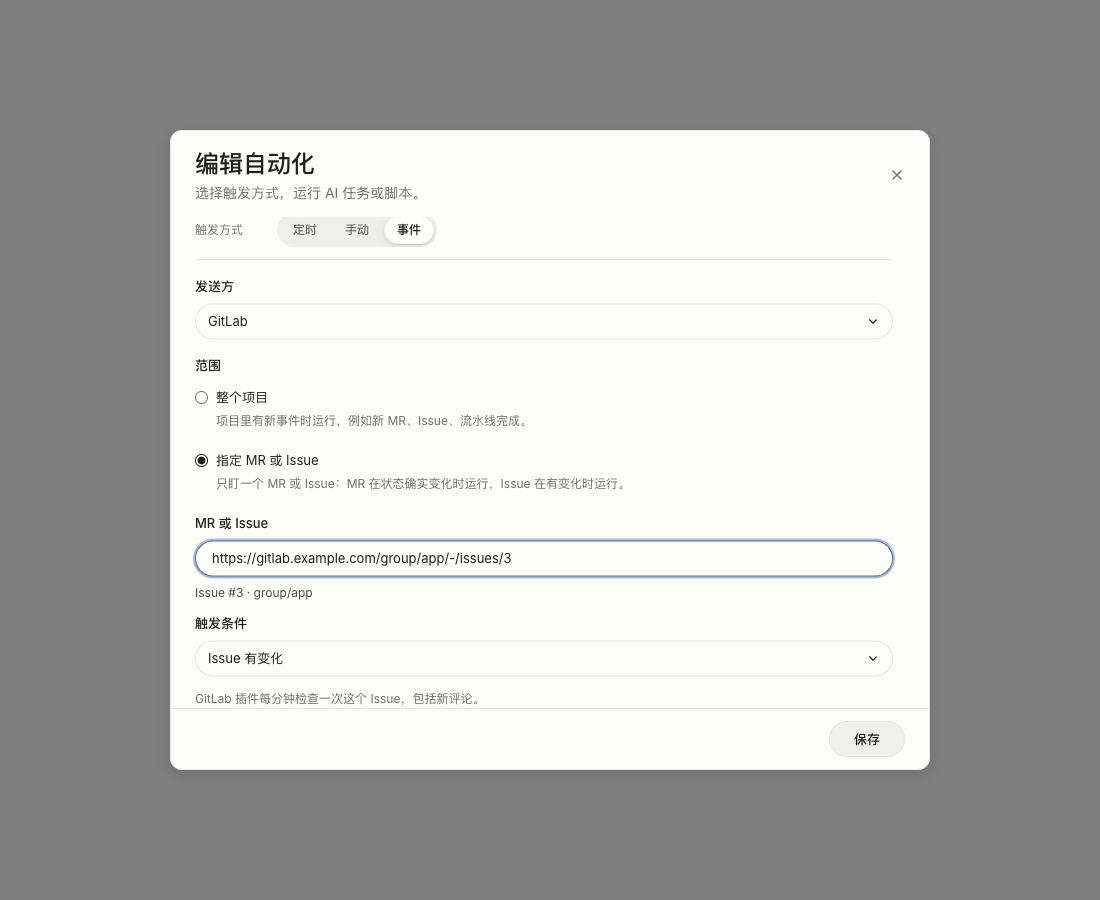 编辑自动化
选择触发方式，运行 AI 任务或脚本。
触发方式 定时 手动 事件
发送方
GitLab
范围
整个项目
项目里有新事件时运行，例如新 MR、Issue、流水线完成。
指定 MR 或 Issue
只盯一个 MR 或 Issue：MR 在状态确实变化时运行，Issue 在有变化时运行。
MR 或 Issue
https://gitlab.example.com/group/app/-/issues/3
Issue #3 · group/app
触发条件
Issue 有变化
GitLab 插件每分钟检查一次这个 Issue，包括新评论。
保存